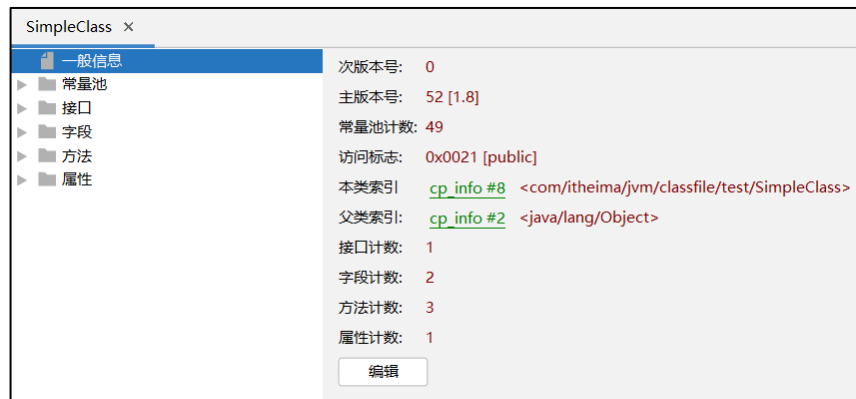 SimpleClass ×
一般信息
常量池
接口
字段
方法
属性
次版本号: 0
主版本号: 52 [1.8]
常量池计数: 49
访问标志: 0x0021 [public]
本类索引 cp_info #8 <com/itheima/jvm/classfile/test/SimpleClass>
父类索引: cp_info #2 <java/lang/Object>
接口计数: 1
字段计数: 2
方法计数: 3
属性计数: 1
编辑